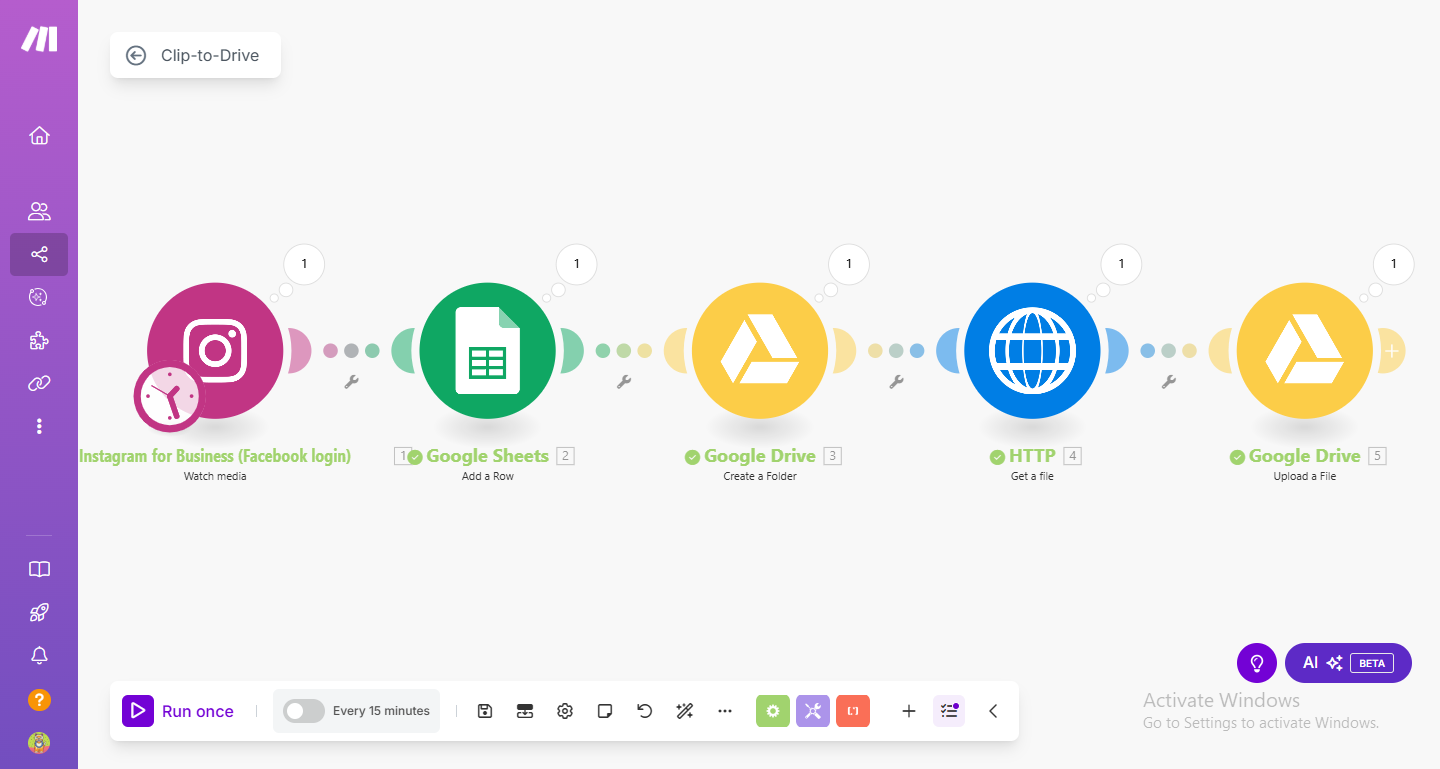 Clip-to-Drive
1
1
1
1
1
Instagram for Business (Facebook login) 1
Watch media
Google Sheets 2
Add a Row
Google Drive 3
Create a Folder
HTTP 4
Get a file
Google Drive 5
Upload a File
AI BETA
Activate Windows
Go to Settings to activate Windows.
Run once
Every 15 minutes
?